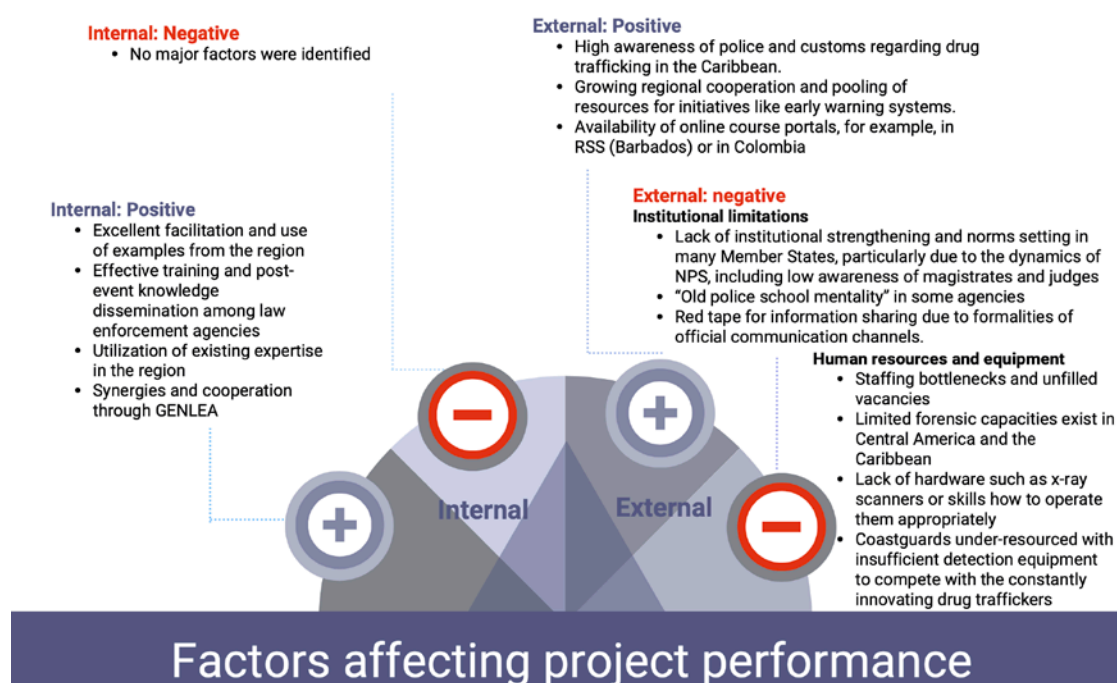 Internal: Negative
• No major factors were identified
External: Positive
• High awareness of police and customs regarding drug
trafficking in the Caribbean.
• Growing regional cooperation and pooling of
resources for initiatives like early warning systems.
• Availability of online course portals, for example, in
RSS (Barbados) or in Colombia
Internal: Positive
• Excellent facilitation and use
of examples from the region
• Effective training and post-
event knowledge
dissemination among law
enforcement agencies
• Utilization of existing expertise
in the region
• Synergies and cooperation
through GENLEA
External: negative
Institutional limitations
• Lack of institutional strengthening and norms setting in
many Member States, particularly due to the dynamics of
NPS, including low awareness of magistrates and judges
• “Old police school mentality” in some agencies
• Red tape for information sharing due to formalities of
official communication channels.
Human resources and equipment
• Staffing bottlenecks and unfilled
vacancies
• Limited forensic capacities exist in
Central America and the
Caribbean
• Lack of hardware such as x-ray
scanners or skills how to operate
them appropriately
• Coastguards under-resourced with
insufficient detection equipment
to compete with the constantly
innovating drug traffickers
Internal
External
Factors affecting project performance